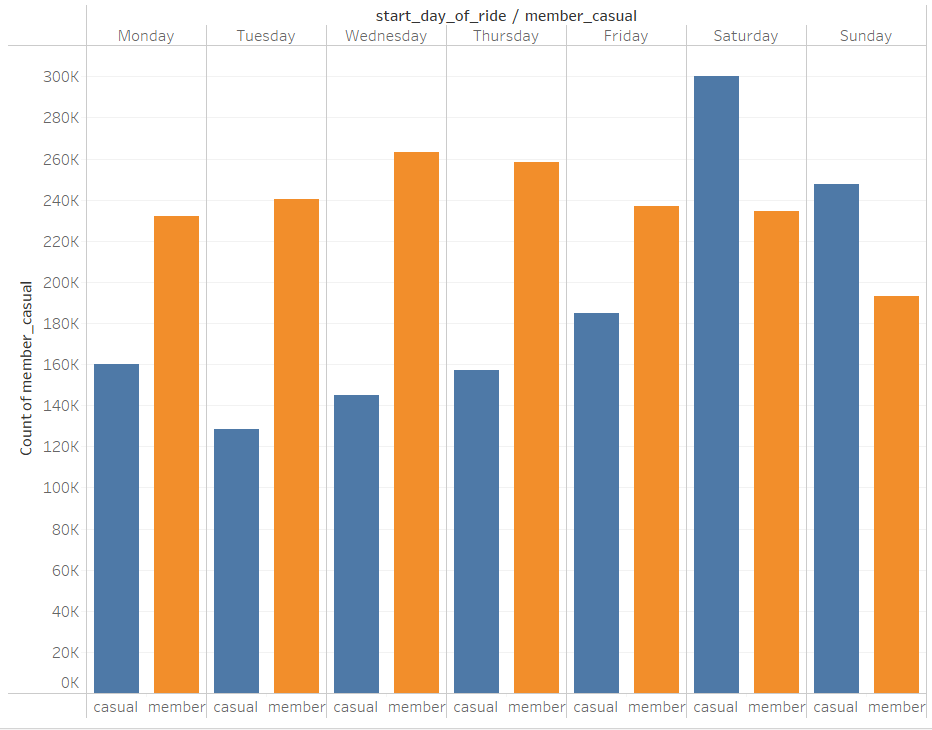 start_day_of_ride / member_casual
Monday Tuesday Wednesday Thursday Friday Saturday Sunday
300K
280K
260K
240K
220K
200K
180K
160K
140K
120K
100K
80K
60K
40K
20K
0K
Count of member_casual
casual member casual member casual member casual member casual member casual member casual member